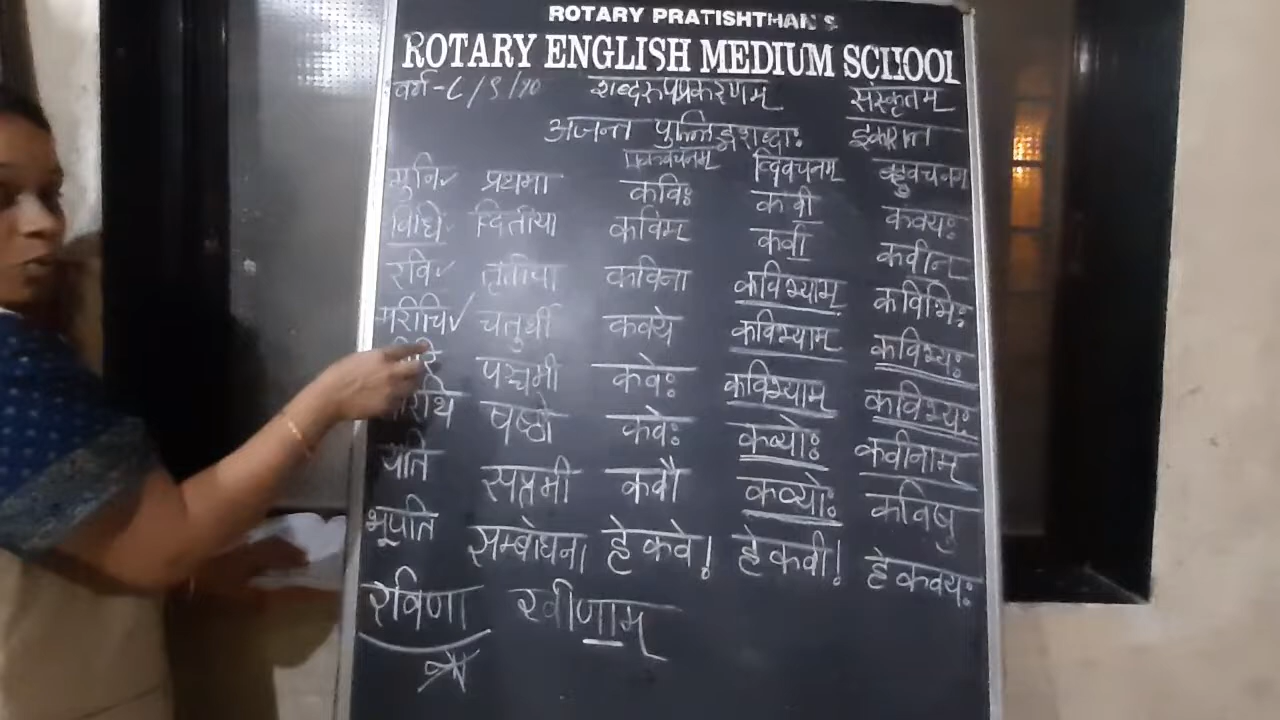 ROTARY PRATISHTHAN S
ROTARY ENGLISH MEDIUM SCHOOL
वर्ग - ८ / ९ / १० शब्दरुपप्रकरणम् संस्कृतम्
अजन्त पुल्लिङ्गशब्दाः इकारान्त
एकवचनम् द्विवचनम् बहुवचनम्
मुनि✓ प्रथमा कविः कवी कवयः
विधि✓ द्वितीया कविम् कवी कवीन्
रवि✓ तृतीया कविना कविभ्याम् कविभिः
मरीचि✓ चतुर्थी कवये कविभ्याम् कविभ्यः
पञ्चमी कवेः कविभ्याम् कविभ्यः
षष्ठी कवेः कव्योः कवीनाम्
यति सप्तमी कवौ कव्योः कविषु
भूपति सम्बोधना हे कवे! हे कवी! हे कवयः
रविणा रवीणाम्